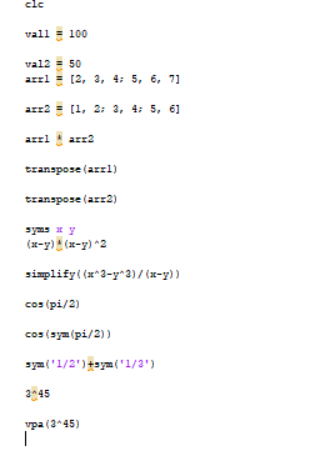 clc
val1 = 100
val2 = 50
arr1 = [2, 3, 4; 5, 6, 7]
arr2 = [1, 2; 3, 4; 5, 6]
arr1 * arr2
transpose(arr1)
transpose(arr2)
syms x y
(x-y)*(x-y)^2
simplify((x^3-y^3)/(x-y))
cos(pi/2)
cos(sym(pi/2))
sym('1/2')+sym('1/3')
3^45
vpa(3^45)